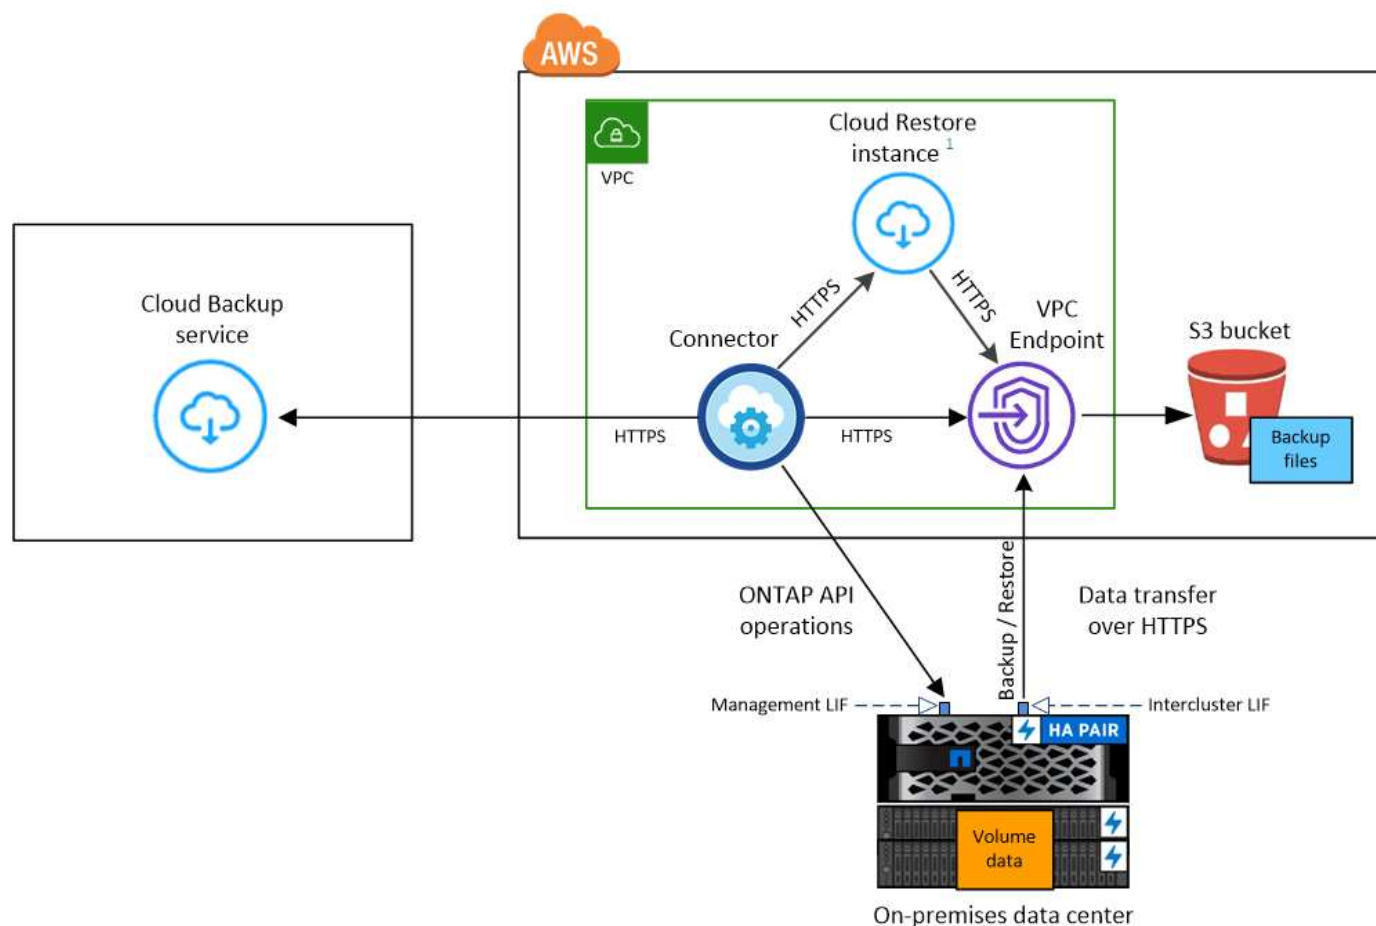 AWS
Cloud Restore
instance 1
VPC
Cloud Backup
service
HTTPS
HTTPS
VPC
Endpoint
Connector
S3 bucket
HTTPS
HTTPS
Backup
files
ONTAP API
operations
Backup / Restore
Data transfer
over HTTPS
Management LIF
Intercluster LIF
HA PAIR
Volume
data
On-premises data center